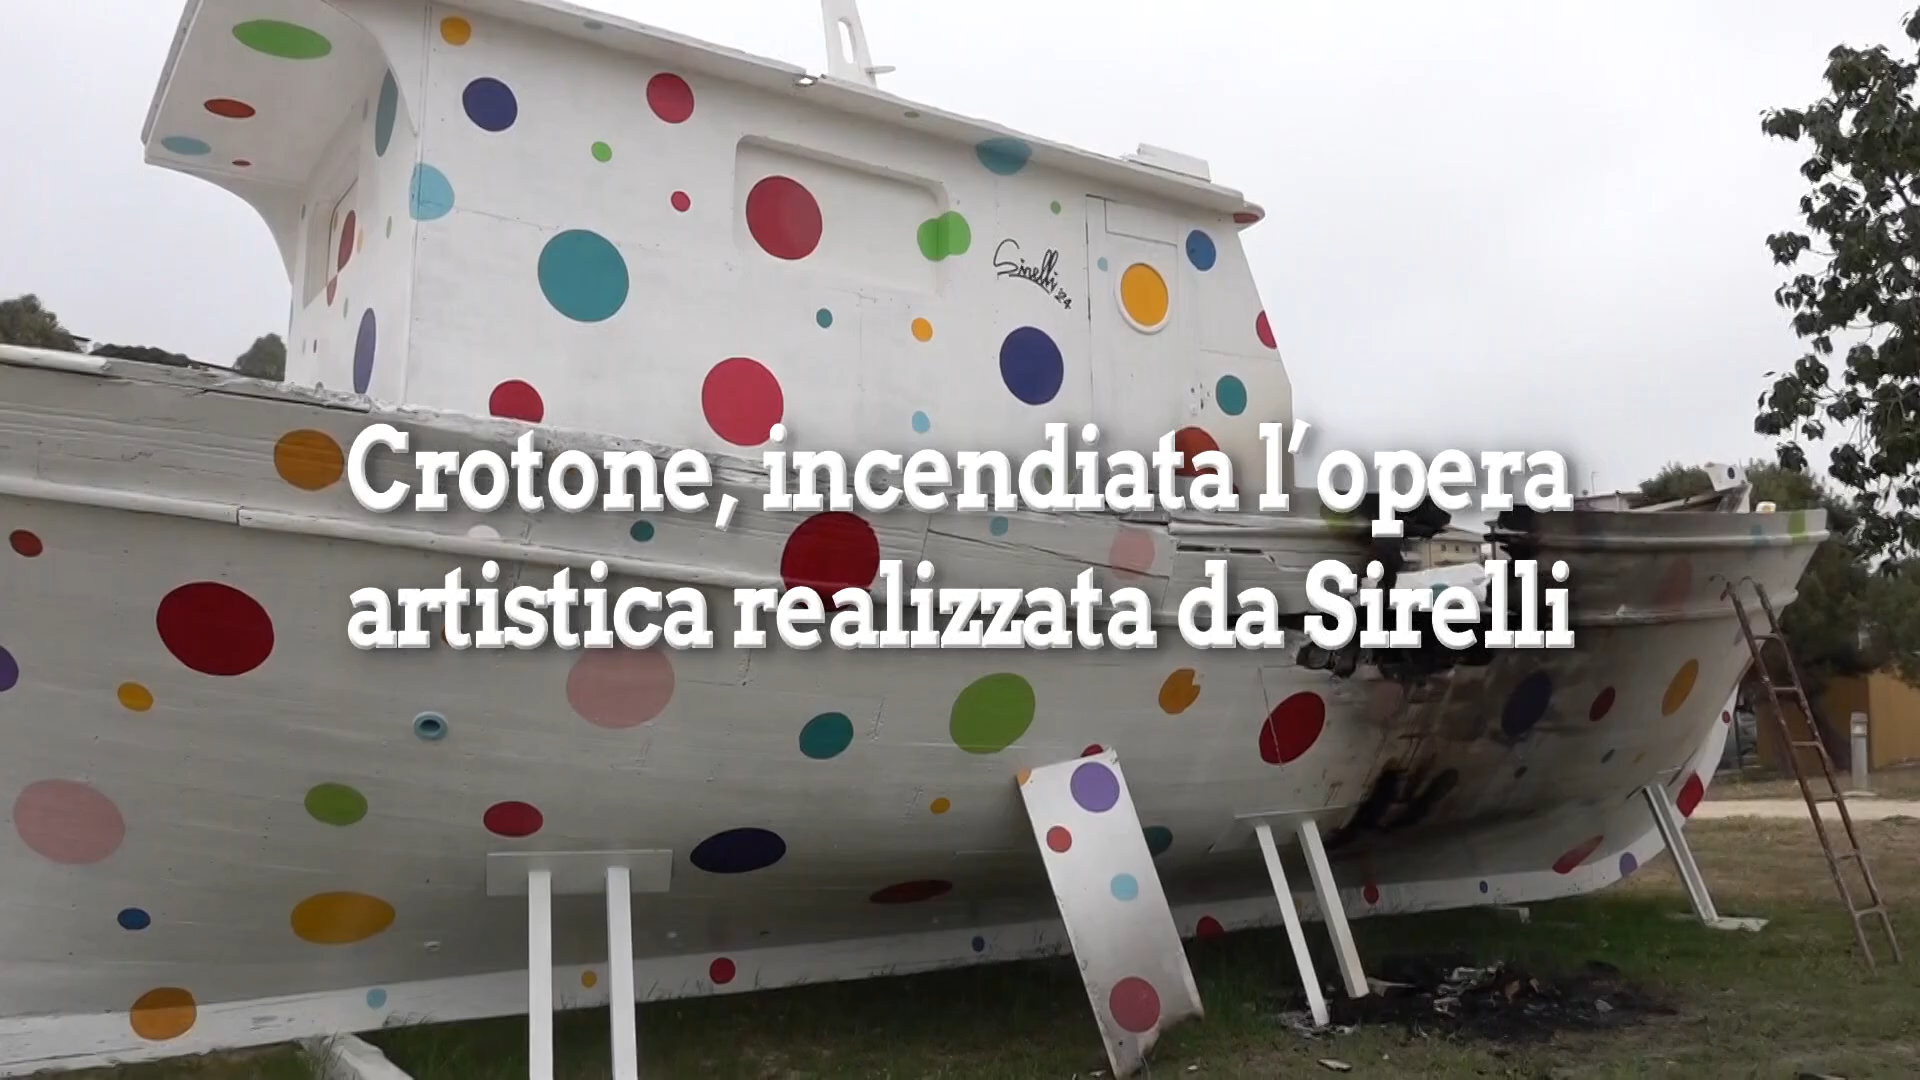 Sirelli '24
Crotone, incendiata l'opera
artistica realizzata da Sirelli